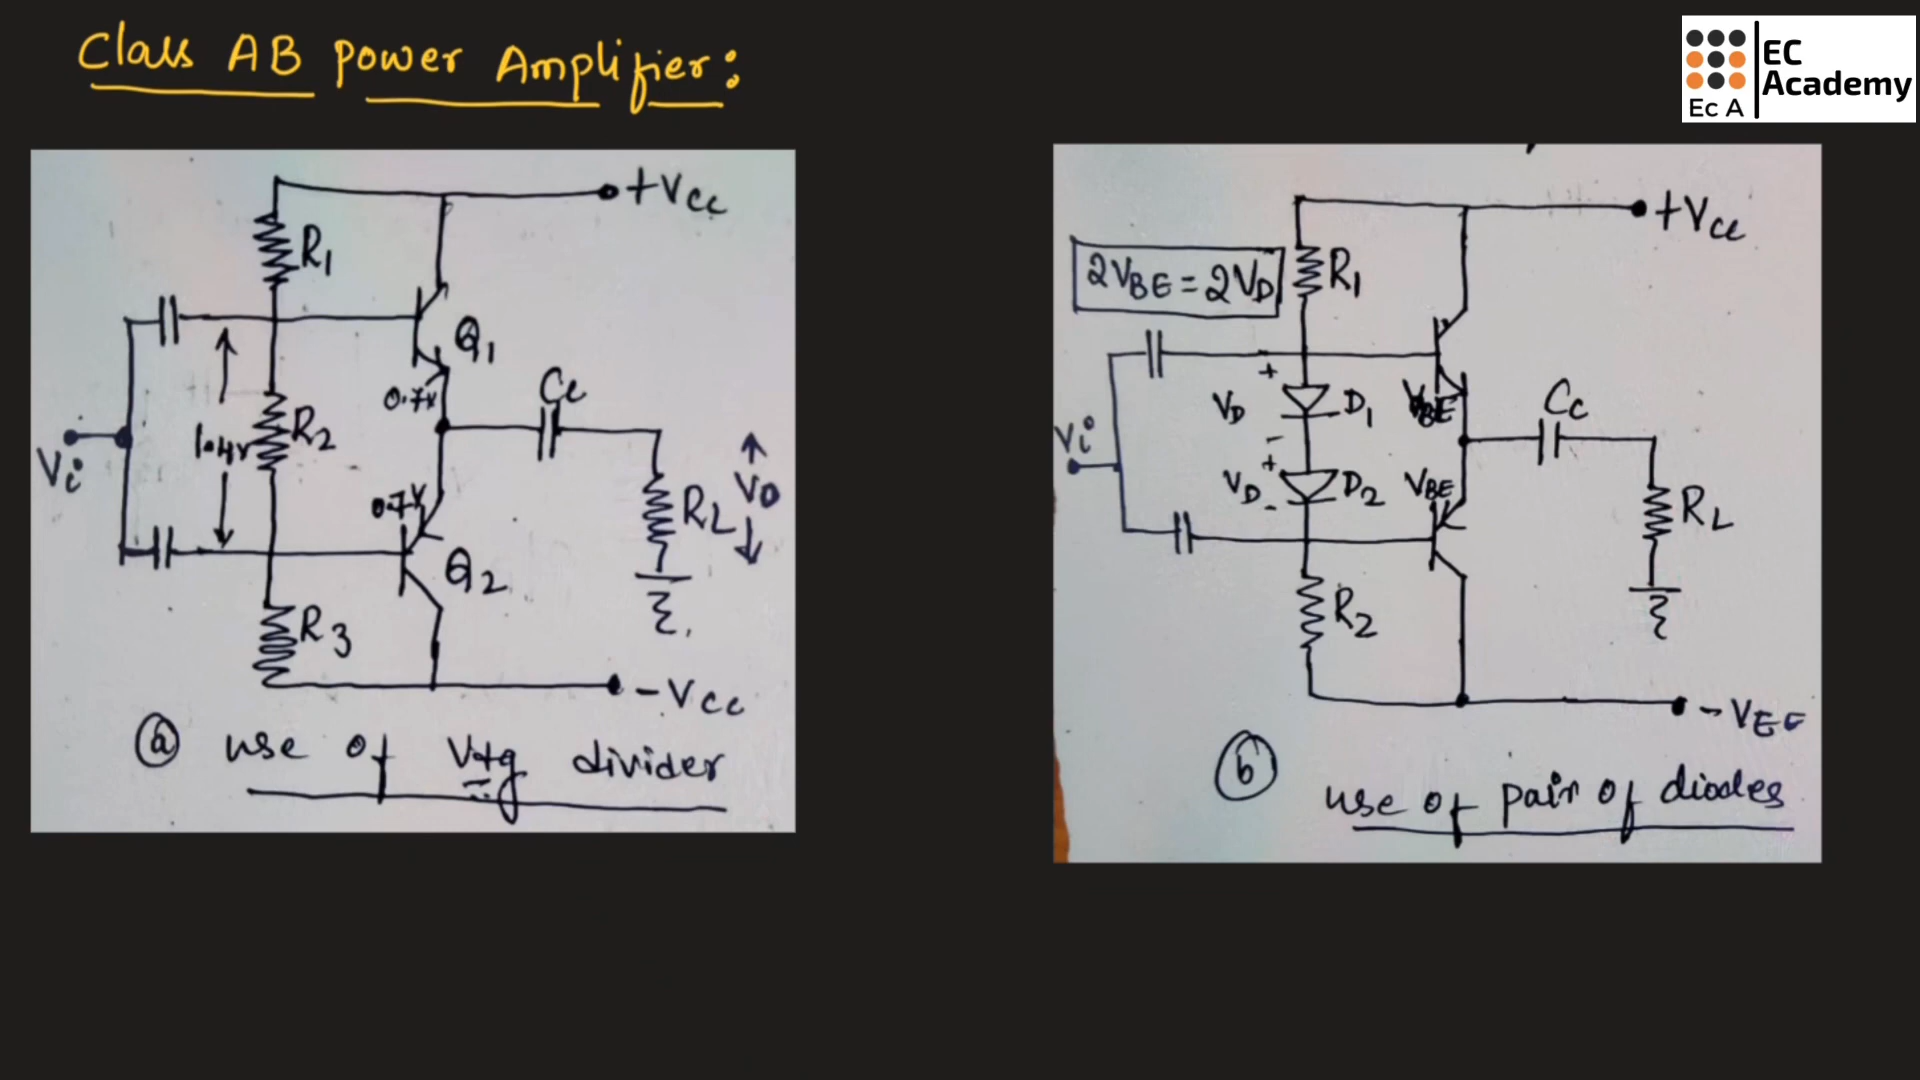 Class AB Power Amplifier:
EC
Academy
Ec A
+Vcc
R1
Q1
0.7v
Cc
1.4v
R2
Vi
0.7V
RL
Vo
Q2
R3
-Vcc
a use of Vtg divider
+Vcc
2VBE = 2VD
R1
+
VD
D1
VBE
Cc
-
Vi
+
VD
D2
VBE
-
RL
R2
-VEE
b use of pair of diodes